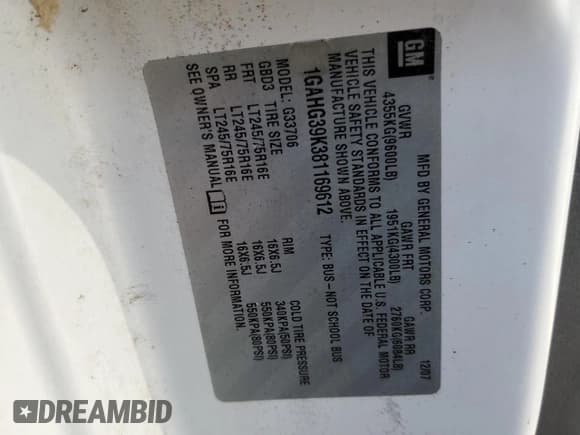 GM
MFD BY GENERAL MOTORS CORP. 12/07
GVWR GAWR FRT GAWR RR
4355KG(9600LB) 1951KG(4300LB) 2760KG(6084LB)
THIS VEHICLE CONFORMS TO ALL APPLICABLE U.S. FEDERAL MOTOR
VEHICLE SAFETY STANDARDS IN EFFECT ON THE DATE OF
MANUFACTURE SHOWN ABOVE.
1GAHG39K381169612 TYPE: BUS-NOT SCHOOL BUS
MODEL: G33706
GBD3 TIRE SIZE RIM COLD TIRE PRESSURE
FRT LT245/75R16E 16X6.5J 340KPA(50PSI)
RR LT245/75R16E 16X6.5J 550KPA(80PSI)
SPA LT245/75R16E 16X6.5J 550KPA(80PSI)
SEE OWNER'S MANUAL FOR MORE INFORMATION.
DREAMBID